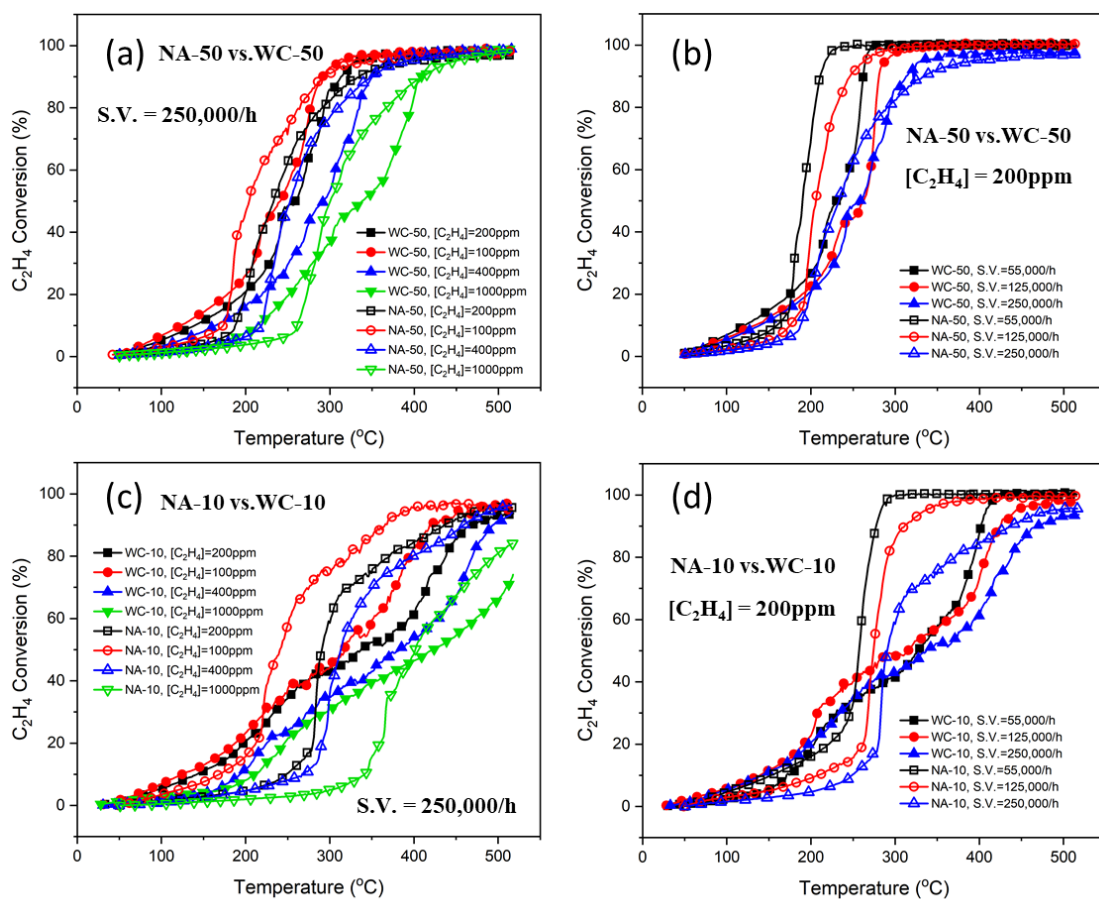 (a)
NA-50 vs.WC-50
S.V. = 250,000/h
C₂H₄ Conversion (%)
100
80
60
40
20
0
0
100
200
300
400
500
Temperature (°C)
WC-50, [C₂H₄]=200ppm
WC-50, [C₂H₄]=100ppm
WC-50, [C₂H₄]=400ppm
WC-50, [C₂H₄]=1000ppm
NA-50, [C₂H₄]=200ppm
NA-50, [C₂H₄]=100ppm
NA-50, [C₂H₄]=400ppm
NA-50, [C₂H₄]=1000ppm
(b)
NA-50 vs.WC-50
[C₂H₄] = 200ppm
C₂H₄ Conversion (%)
100
80
60
40
20
0
0
100
200
300
400
500
Temperature (°C)
WC-50, S.V.=55,000/h
WC-50, S.V.=125,000/h
WC-50, S.V.=250,000/h
NA-50, S.V.=55,000/h
NA-50, S.V.=125,000/h
NA-50, S.V.=250,000/h
(c)
NA-10 vs.WC-10
C₂H₄ Conversion (%)
100
80
60
40
20
0
0
100
200
300
400
500
Temperature (°C)
WC-10, [C₂H₄]=200ppm
WC-10, [C₂H₄]=100ppm
WC-10, [C₂H₄]=400ppm
WC-10, [C₂H₄]=1000ppm
NA-10, [C₂H₄]=200ppm
NA-10, [C₂H₄]=100ppm
NA-10, [C₂H₄]=400ppm
NA-10, [C₂H₄]=1000ppm
S.V. = 250,000/h
(d)
NA-10 vs.WC-10
[C₂H₄] = 200ppm
C₂H₄ Conversion (%)
100
80
60
40
20
0
0
100
200
300
400
500
Temperature (°C)
WC-10, S.V.=55,000/h
WC-10, S.V.=125,000/h
WC-10, S.V.=250,000/h
NA-10, S.V.=55,000/h
NA-10, S.V.=125,000/h
NA-10, S.V.=250,000/h